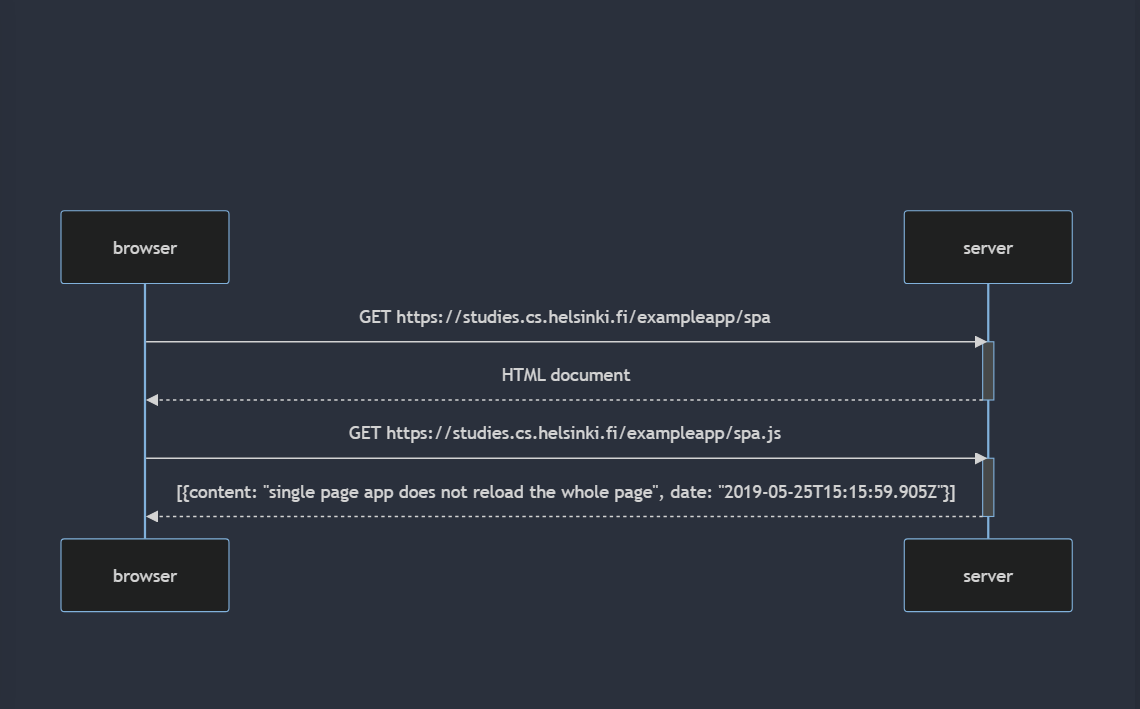 browser
server
GET https://studies.cs.helsinki.fi/exampleapp/spa
HTML document
GET https://studies.cs.helsinki.fi/exampleapp/spa.js
[{content: "single page app does not reload the whole page", date: "2019-05-25T15:15:59.905Z"}]
browser
server